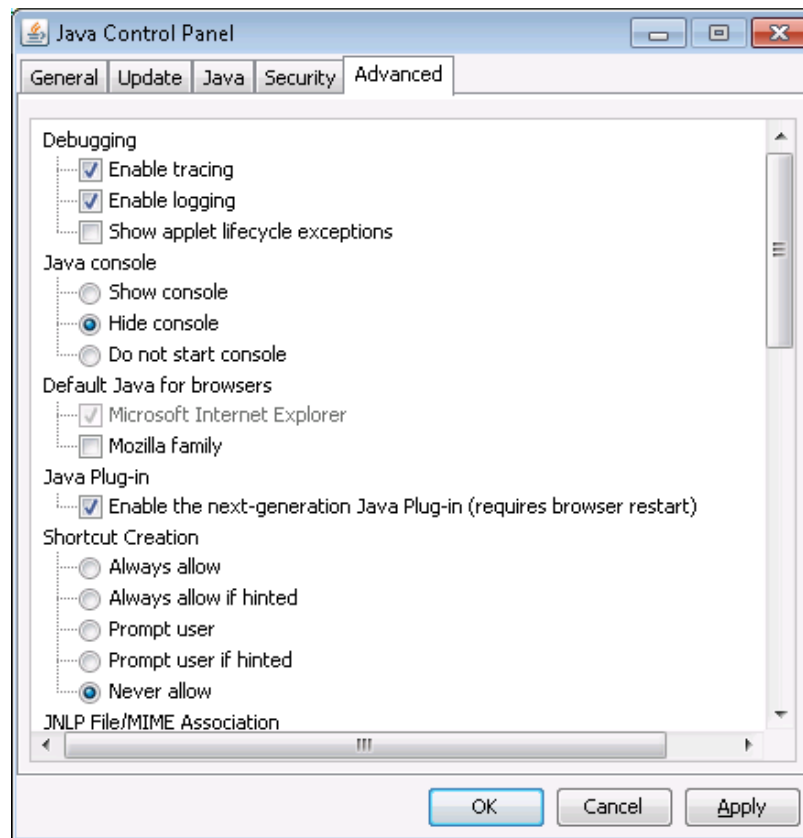 Java Control Panel
General Update Java Security Advanced
Debugging
Enable tracing
Enable logging
Show applet lifecycle exceptions
Java console
Show console
Hide console
Do not start console
Default Java for browsers
Microsoft Internet Explorer
Mozilla family
Java Plug-in
Enable the next-generation Java Plug-in (requires browser restart)
Shortcut Creation
Always allow
Always allow if hinted
Prompt user
Prompt user if hinted
Never allow
JNLP File/MIME Association
OK Cancel Apply